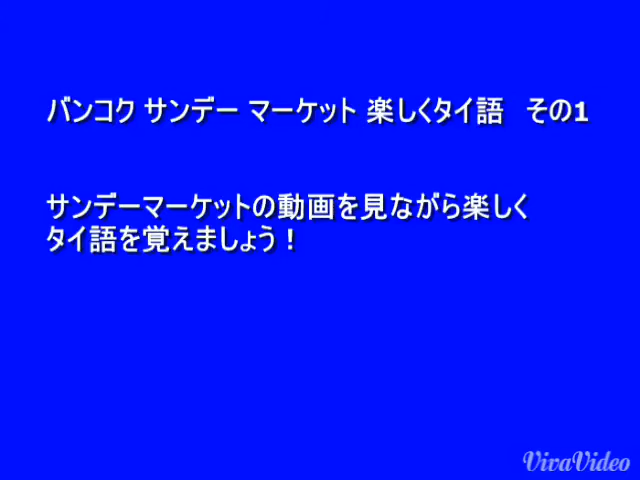 バンコク サンデー マーケット 楽しくタイ語　その1
サンデーマーケットの動画を見ながら楽しく
タイ語を覚えましょう！
VivaVideo